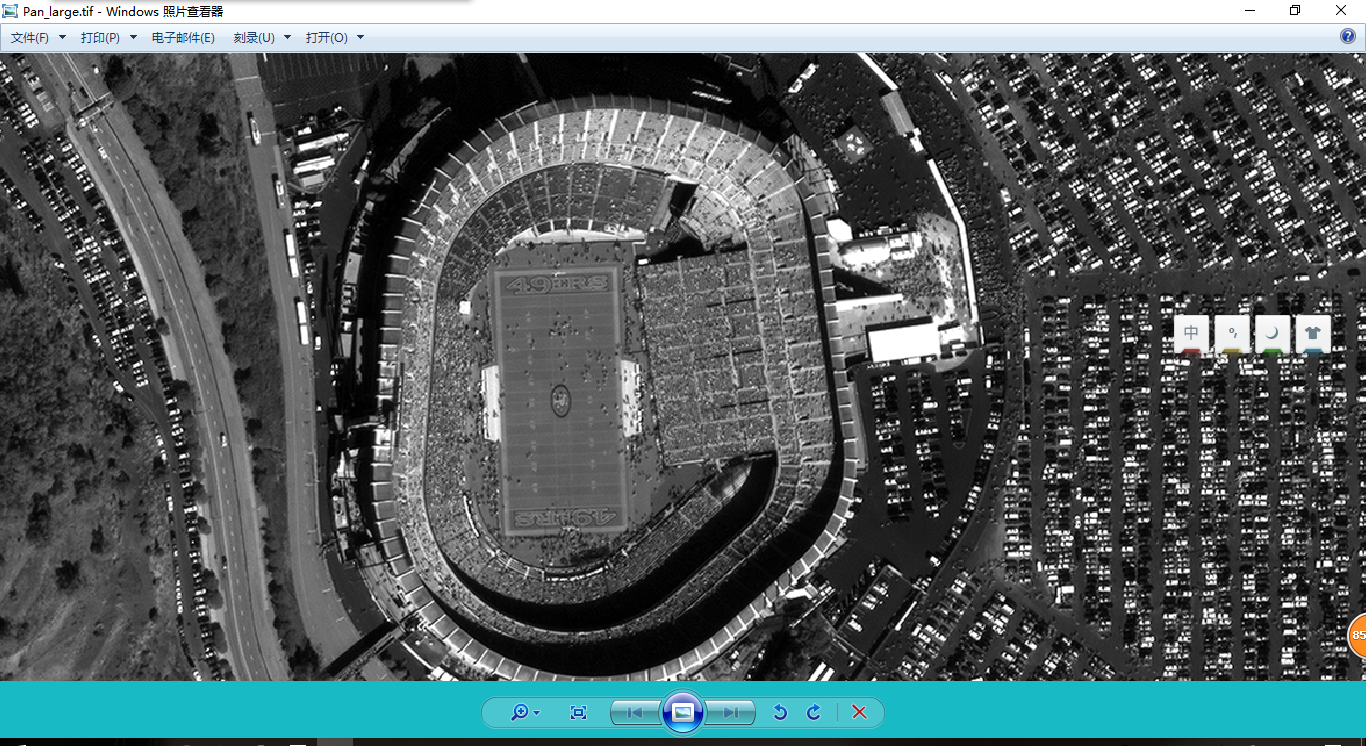 Pan_large.tif - Windows 照片查看器
文件(F) 打印(P) 电子邮件(E) 刻录(U) 打开(O)
49ERS
中
85
49ERS